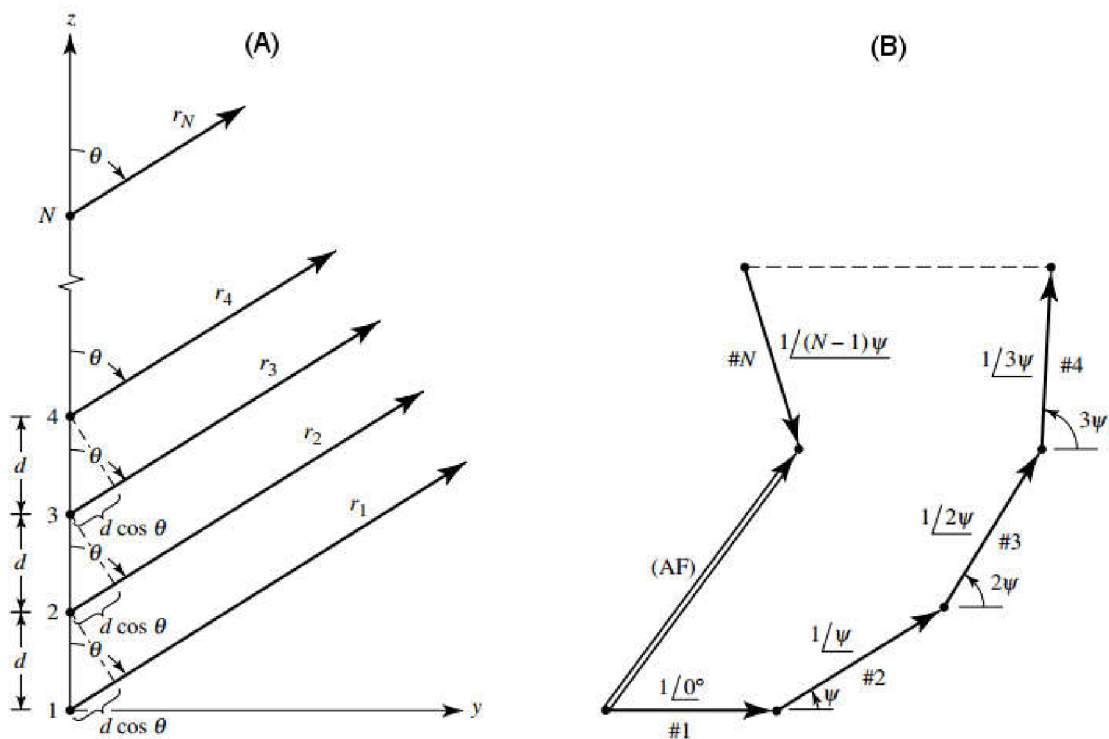 z
(A)
(B)
r_N
θ
N
r_4
θ
r_3
4
r_2
d
θ
r_1
3
d cos θ
d
θ
2
d cos θ
d
θ
1
d cos θ
y
#N
1/(N − 1)ψ
1/3ψ
#4
3ψ
1/2ψ
#3
(AF)
2ψ
1/ψ
#2
1/0°
ψ
#1